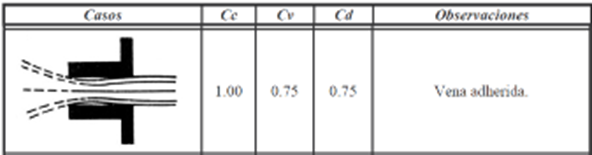 Casos Cc Cv Cd Observaciones
1.00 0.75 0.75 Vena adherida.